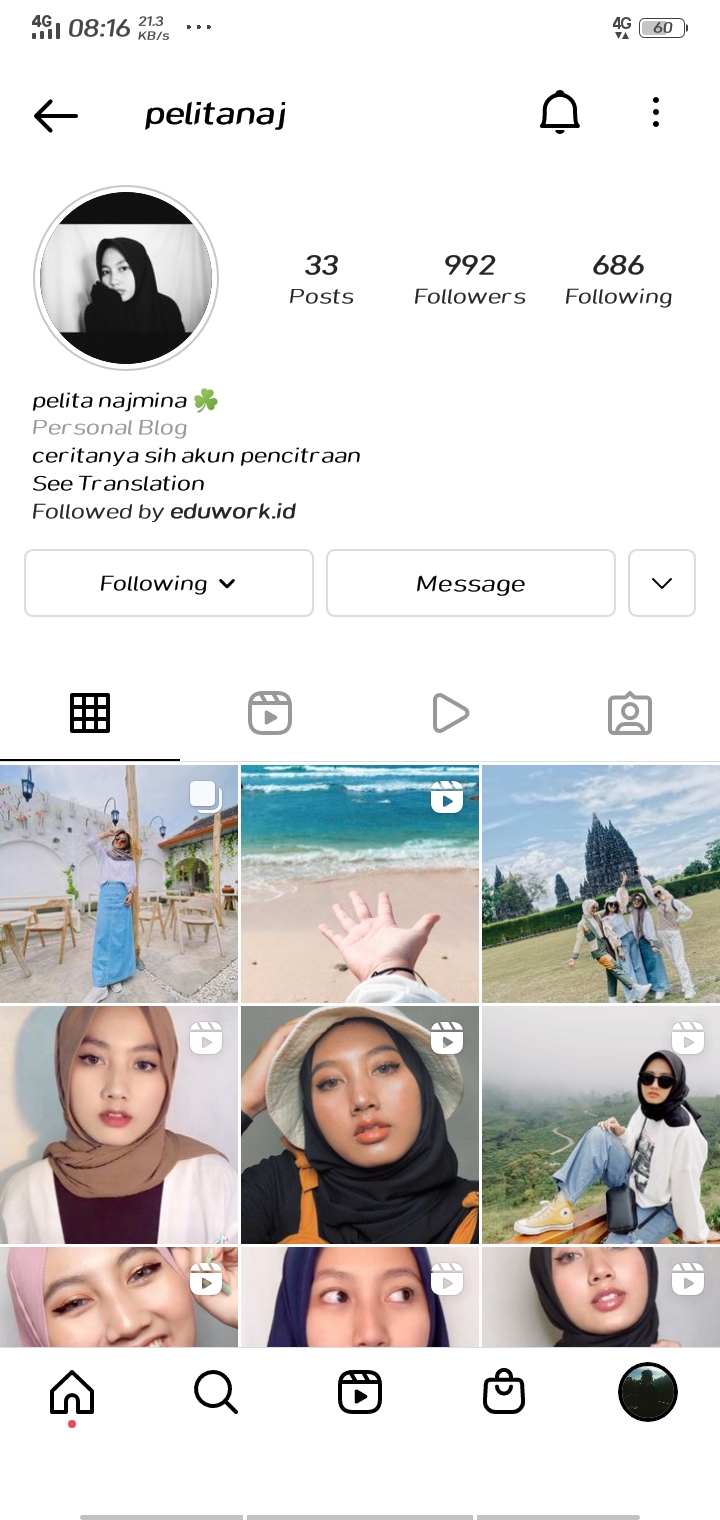 4G 08:16 21.3 KB/s ... 4G 60
pelitanaj
33 992 686
Posts Followers Following
pelita najmina ☘️
Personal Blog
ceritanya sih akun pencitraan
See Translation
Followed by eduwork.id
Following Message